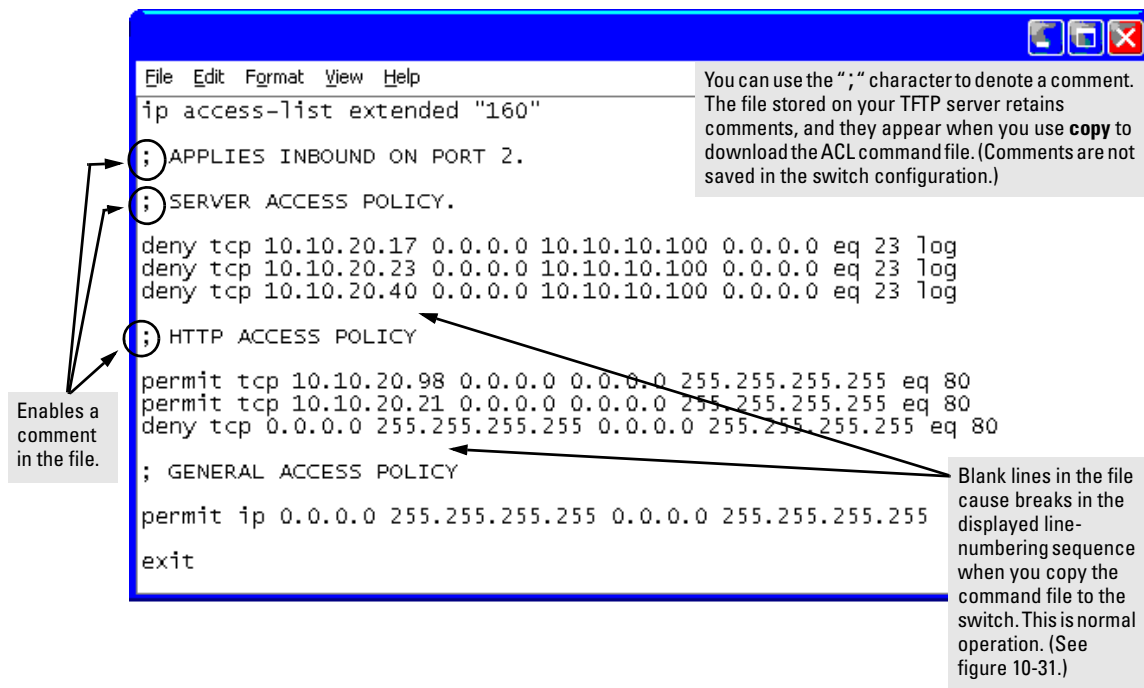 File Edit Format View Help
ip access-list extended "160"
; APPLIES INBOUND ON PORT 2.
; SERVER ACCESS POLICY.
deny tcp 10.10.20.17 0.0.0.0 10.10.10.100 0.0.0.0 eq 23 log
deny tcp 10.10.20.23 0.0.0.0 10.10.10.100 0.0.0.0 eq 23 log
deny tcp 10.10.20.40 0.0.0.0 10.10.10.100 0.0.0.0 eq 23 log
; HTTP ACCESS POLICY
permit tcp 10.10.20.98 0.0.0.0 0.0.0.0 255.255.255.255 eq 80
permit tcp 10.10.20.21 0.0.0.0 0.0.0.0 255.255.255.255 eq 80
deny tcp 0.0.0.0 255.255.255.255 0.0.0.0 255.255.255.255 eq 80
; GENERAL ACCESS POLICY
permit ip 0.0.0.0 255.255.255.255 0.0.0.0 255.255.255.255
exit
You can use the “ ; “ character to denote a comment.
The file stored on your TFTP server retains
comments, and they appear when you use copy to
download the ACL command file. (Comments are not
saved in the switch configuration.)
Enables a
comment
in the file.
Blank lines in the file
cause breaks in the
displayed line-
numbering sequence
when you copy the
command file to the
switch. This is normal
operation. (See
figure 10-31.)